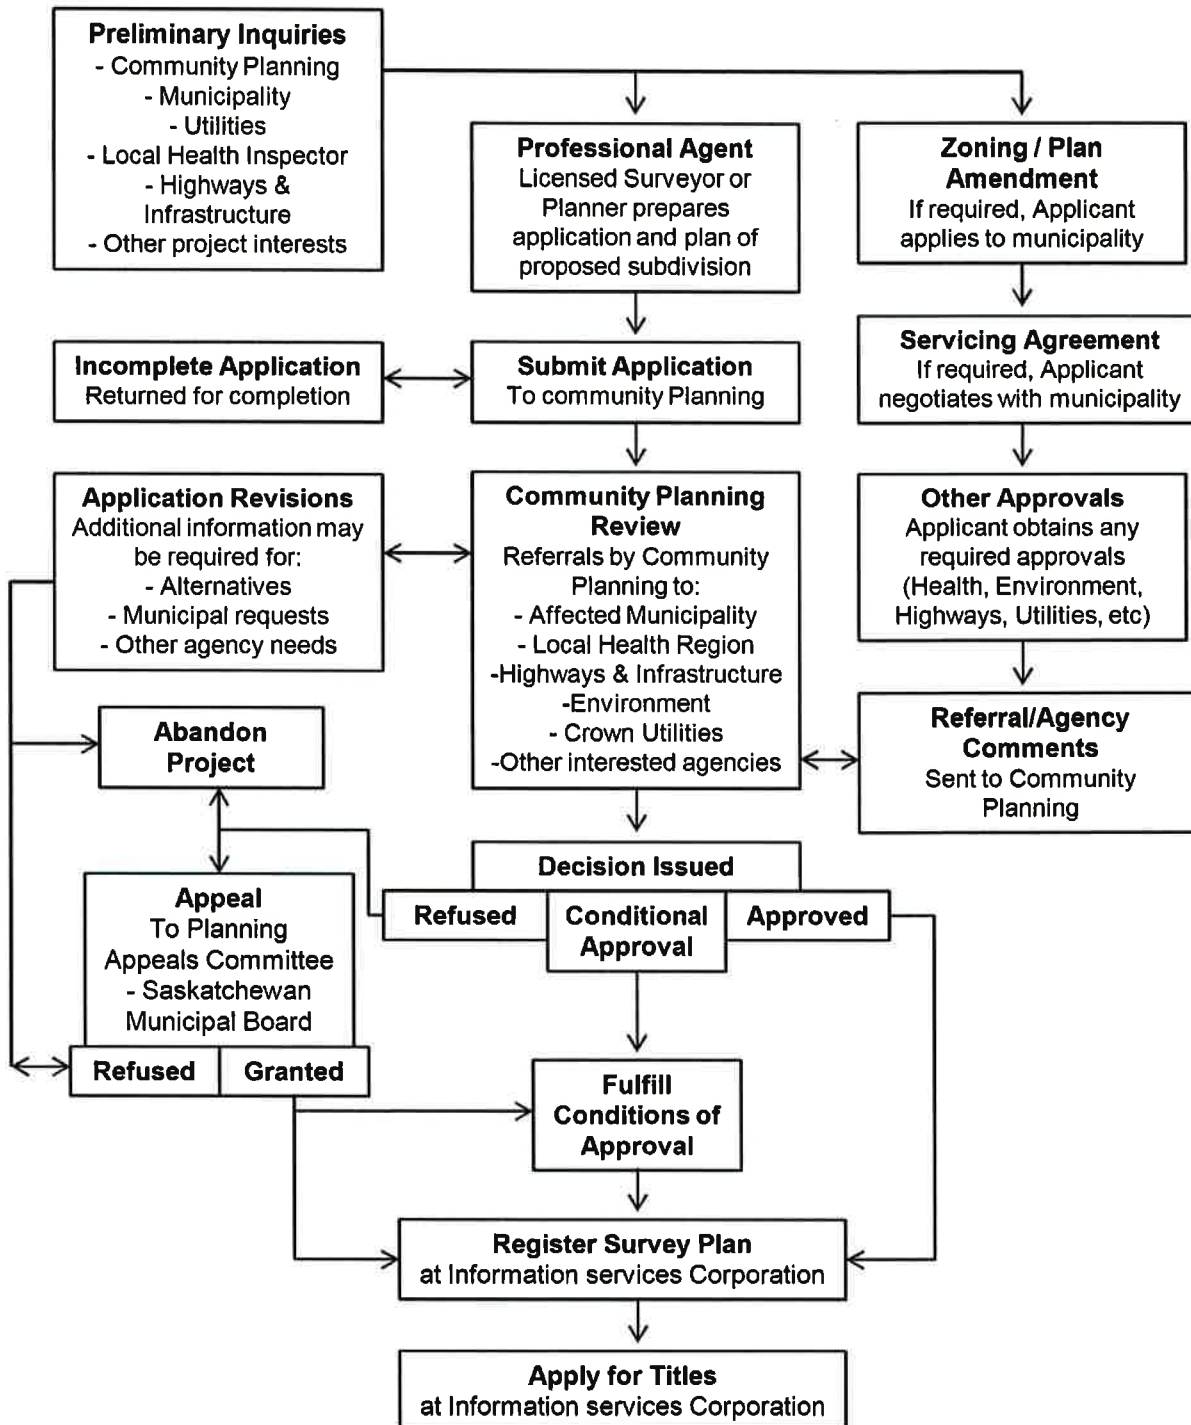 Preliminary Inquiries
- Community Planning
- Municipality
- Utilities
- Local Health Inspector
- Highways &
Infrastructure
- Other project interests
Professional Agent
Licensed Surveyor or
Planner prepares
application and plan of
proposed subdivision
Zoning / Plan
Amendment
If required, Applicant
applies to municipality
Incomplete Application
Returned for completion
Submit Application
To community Planning
Servicing Agreement
If required, Applicant
negotiates with municipality
Application Revisions
Additional information may
be required for:
- Alternatives
- Municipal requests
- Other agency needs
Community Planning
Review
Referrals by Community
Planning to:
- Affected Municipality
- Local Health Region
-Highways & Infrastructure
-Environment
- Crown Utilities
-Other interested agencies
Other Approvals
Applicant obtains any
required approvals
(Health, Environment,
Highways, Utilities, etc)
Abandon
Project
Referral/Agency
Comments
Sent to Community
Planning
Decision Issued
Refused
Conditional
Approval
Approved
Appeal
To Planning
Appeals Committee
- Saskatchewan
Municipal Board
Refused
Granted
Fulfill
Conditions of
Approval
Register Survey Plan
at Information services Corporation
Apply for Titles
at Information services Corporation